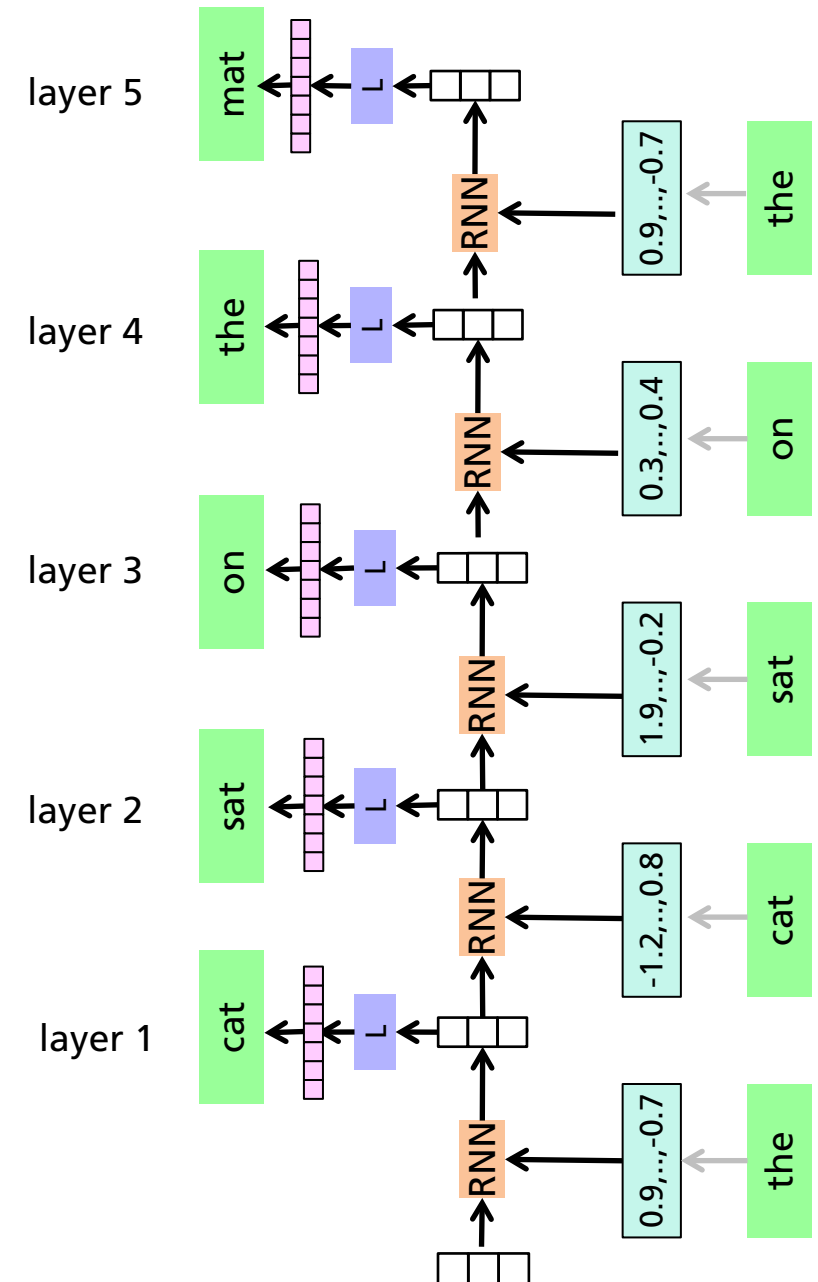 layer 5
mat
L
RNN
0.9,..,-0.7
the
layer 4
the
L
RNN
0.3,..,0.4
on
layer 3
on
L
RNN
1.9,..,-0.2
sat
layer 2
sat
L
RNN
-1.2,..,0.8
cat
layer 1
cat
L
RNN
0.9,..,-0.7
the